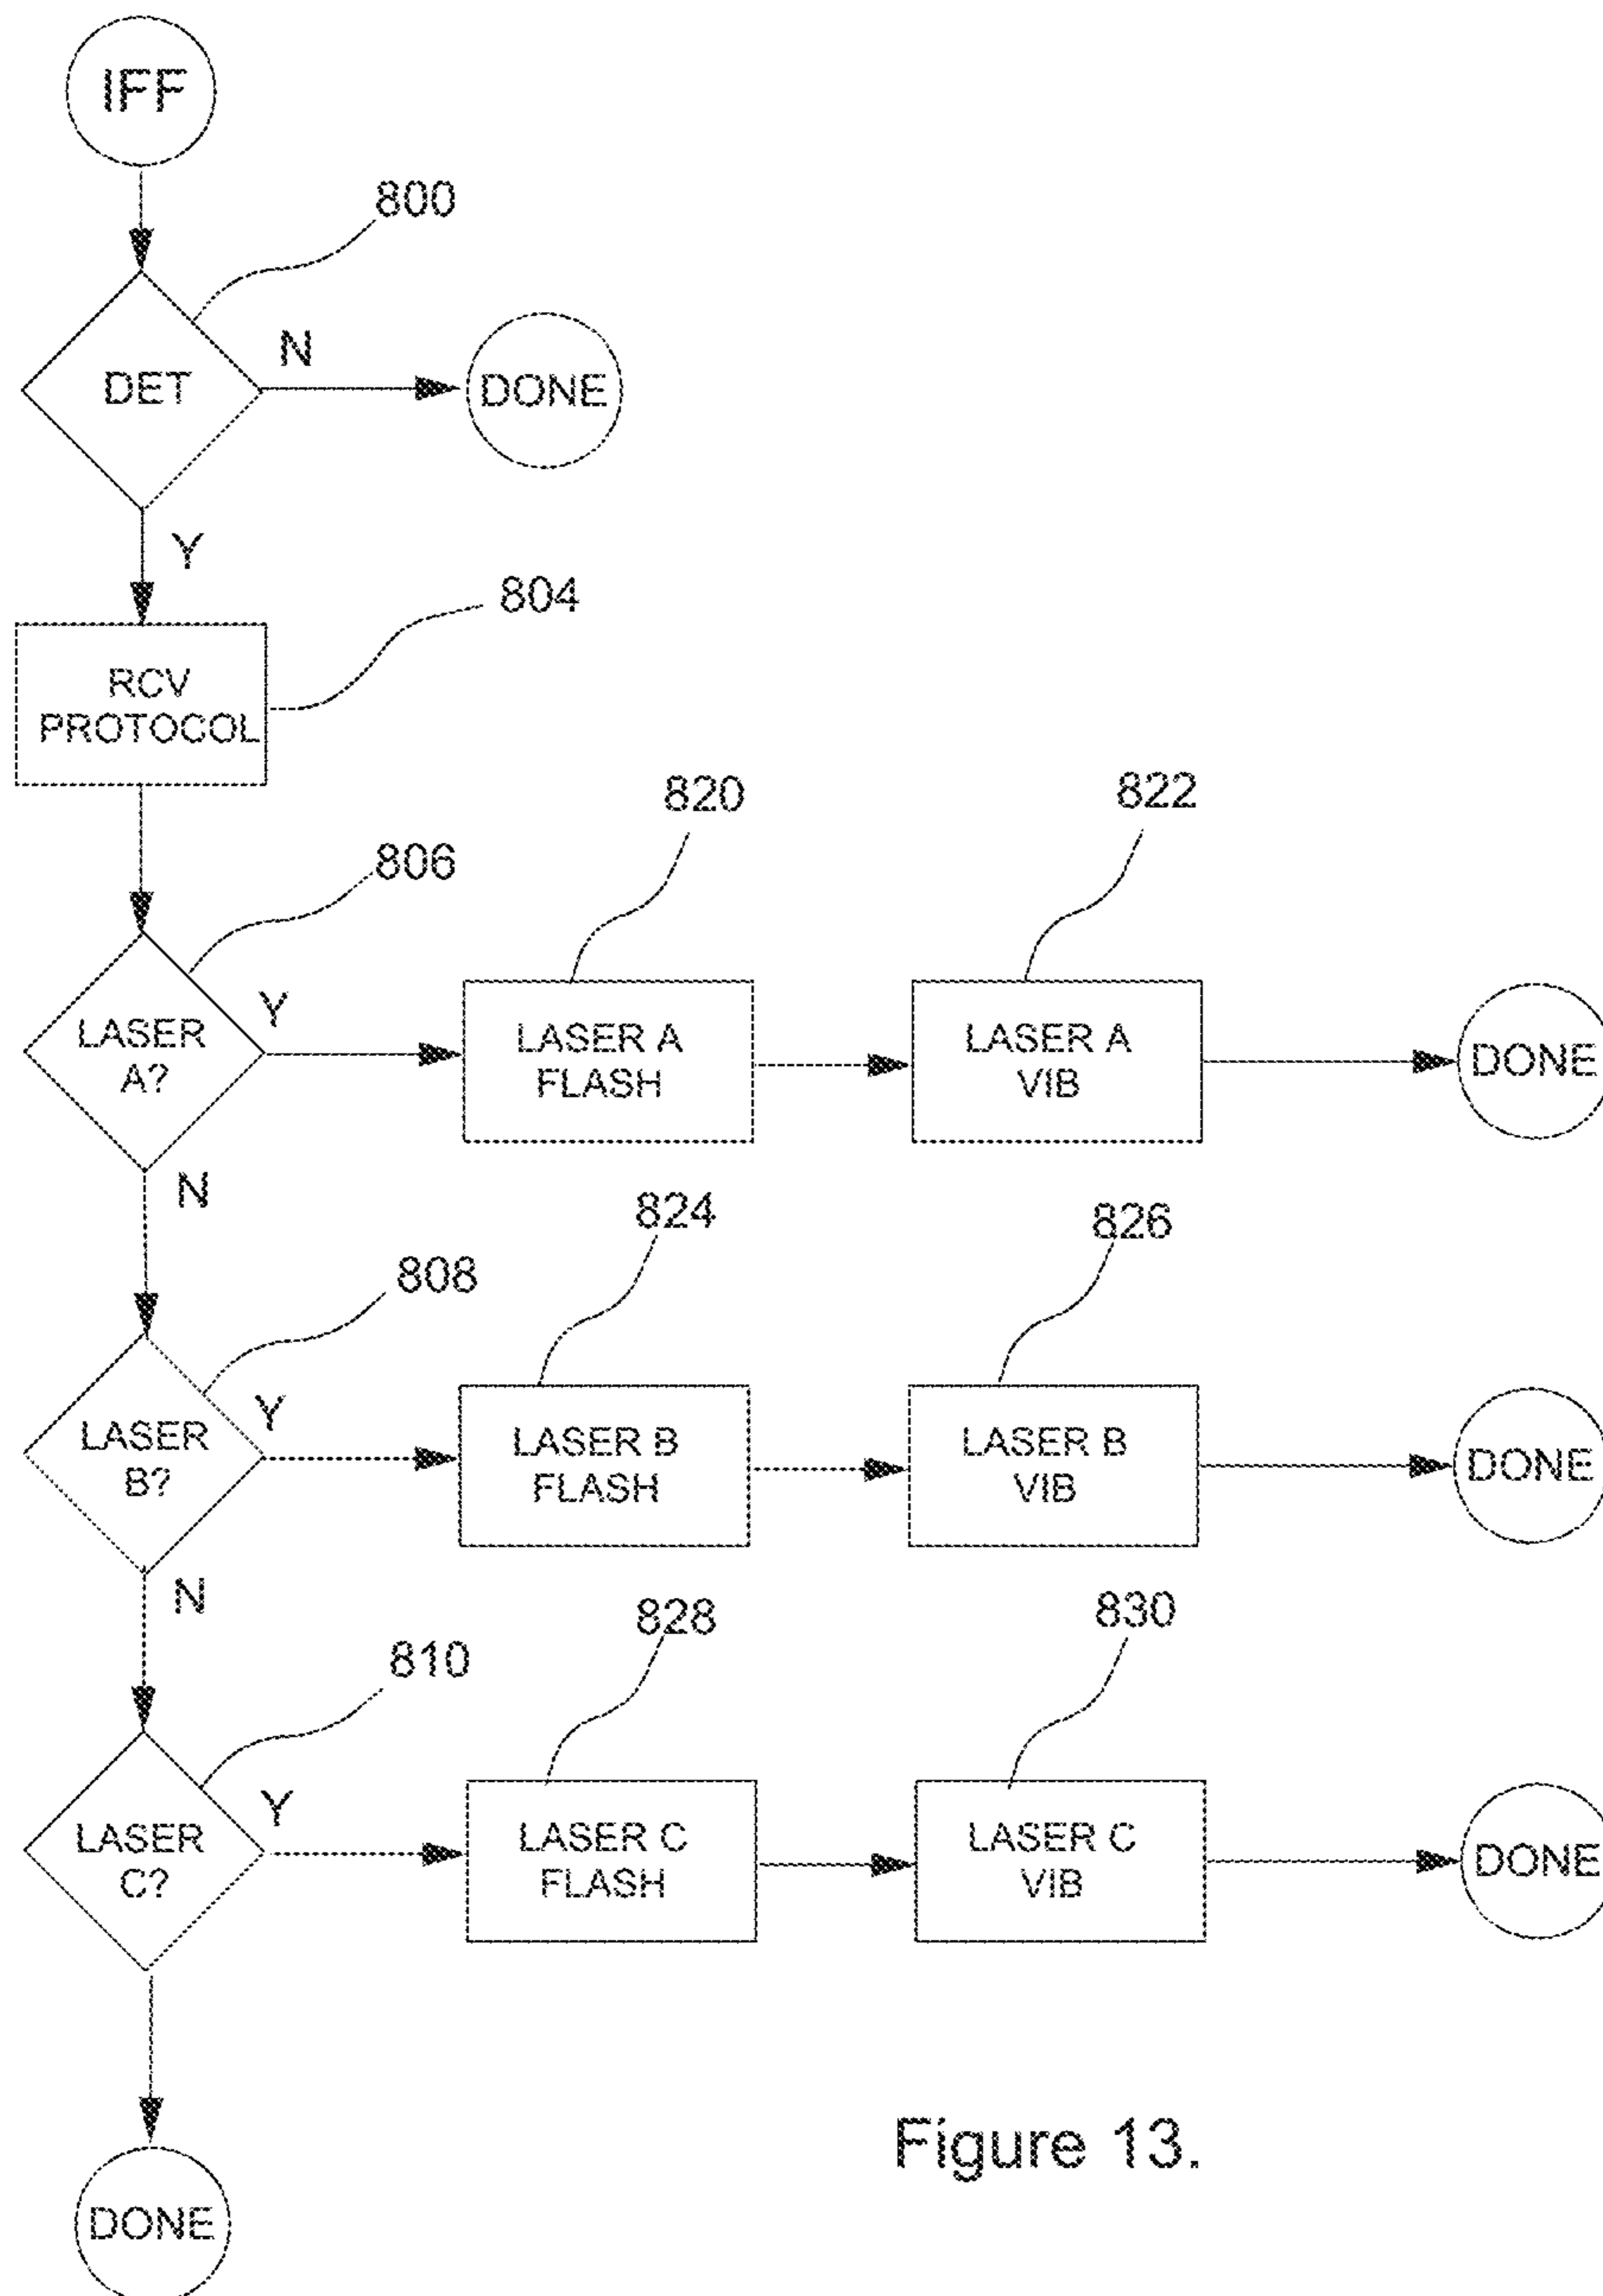 IFF
800
DET
N
DONE
Y
804
RCV
PROTOCOL
820
822
806
LASER
A?
Y
LASER A
FLASH
LASER A
VIB
DONE
N
824
826
808
LASER
B?
Y
LASER B
FLASH
LASER B
VIB
DONE
N
828
830
810
LASER
C?
Y
LASER C
FLASH
LASER C
VIB
DONE
DONE
Figure 13.